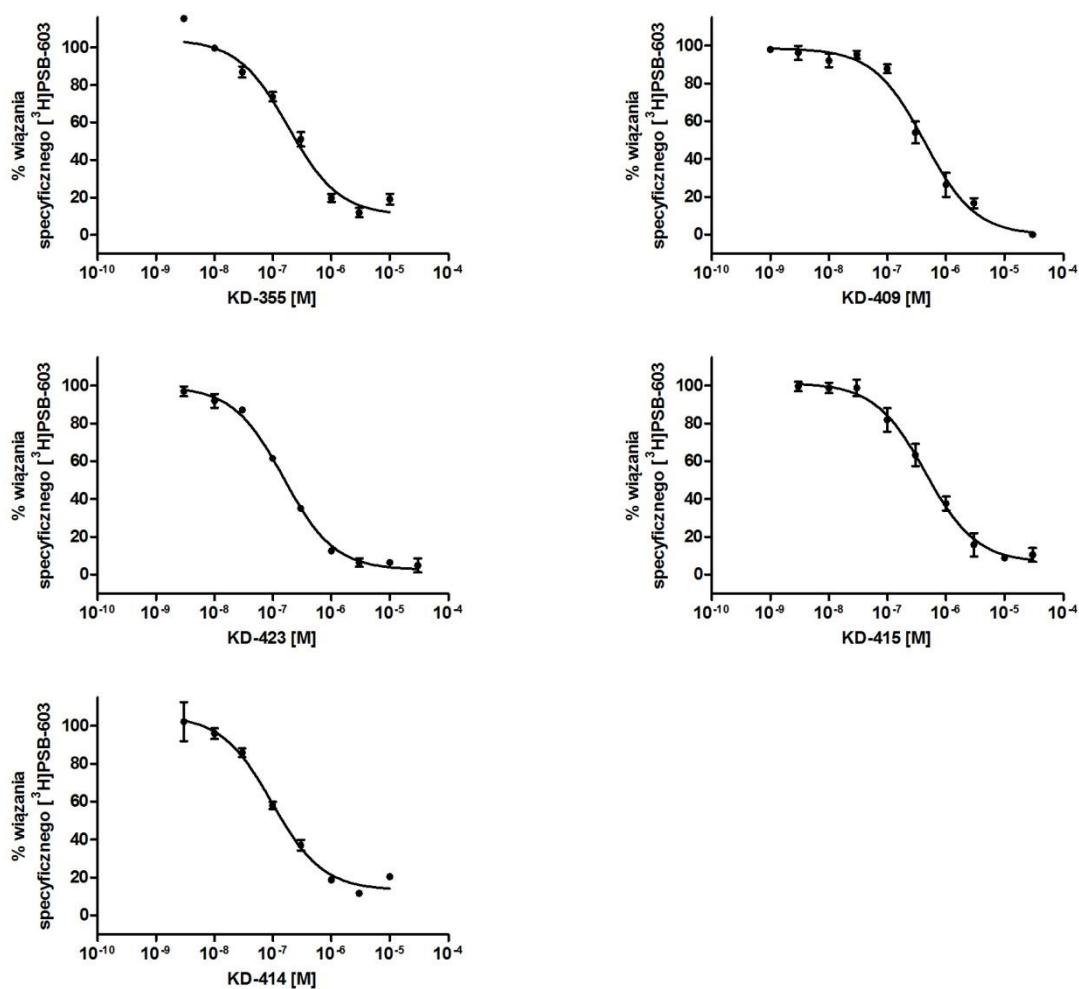 % wiązania
specyficznego [³H]PSB-603
100
80
60
40
20
0
10⁻¹⁰ 10⁻⁹ 10⁻⁸ 10⁻⁷ 10⁻⁶ 10⁻⁵ 10⁻⁴
KD-355 [M]
% wiązania
specyficznego [³H]PSB-603
100
80
60
40
20
0
10⁻¹⁰ 10⁻⁹ 10⁻⁸ 10⁻⁷ 10⁻⁶ 10⁻⁵ 10⁻⁴
KD-409 [M]
% wiązania
specyficznego [³H]PSB-603
100
80
60
40
20
0
10⁻¹⁰ 10⁻⁹ 10⁻⁸ 10⁻⁷ 10⁻⁶ 10⁻⁵ 10⁻⁴
KD-423 [M]
% wiązania
specyficznego [³H]PSB-603
100
80
60
40
20
0
10⁻¹⁰ 10⁻⁹ 10⁻⁸ 10⁻⁷ 10⁻⁶ 10⁻⁵ 10⁻⁴
KD-415 [M]
% wiązania
specyficznego [³H]PSB-603
100
80
60
40
20
0
10⁻¹⁰ 10⁻⁹ 10⁻⁸ 10⁻⁷ 10⁻⁶ 10⁻⁵ 10⁻⁴
KD-414 [M]